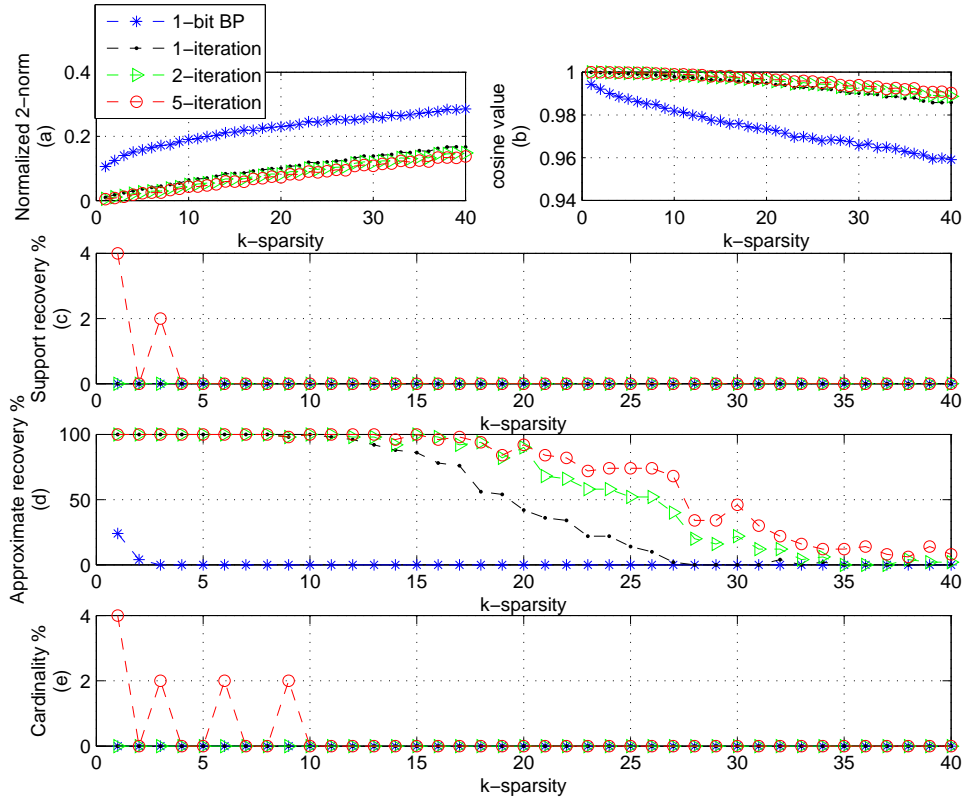 1−bit BP
1−iteration
2−iteration
5−iteration
Normalized 2−norm
(a)
0.4
0.2
0
10 20 30 40
k−sparsity
cosine value
(b)
1
0.98
0.96
0.94
0 10 20 30 40
k−sparsity
Support recovery %
(c)
4
2
0
0 5 10 15 20 25 30 35 40
k−sparsity
Approximate recovery %
(d)
100
50
0
0 5 10 15 20 25 30 35 40
k−sparsity
Cardinality %
(e)
4
2
0
0 5 10 15 20 25 30 35 40
k−sparsity